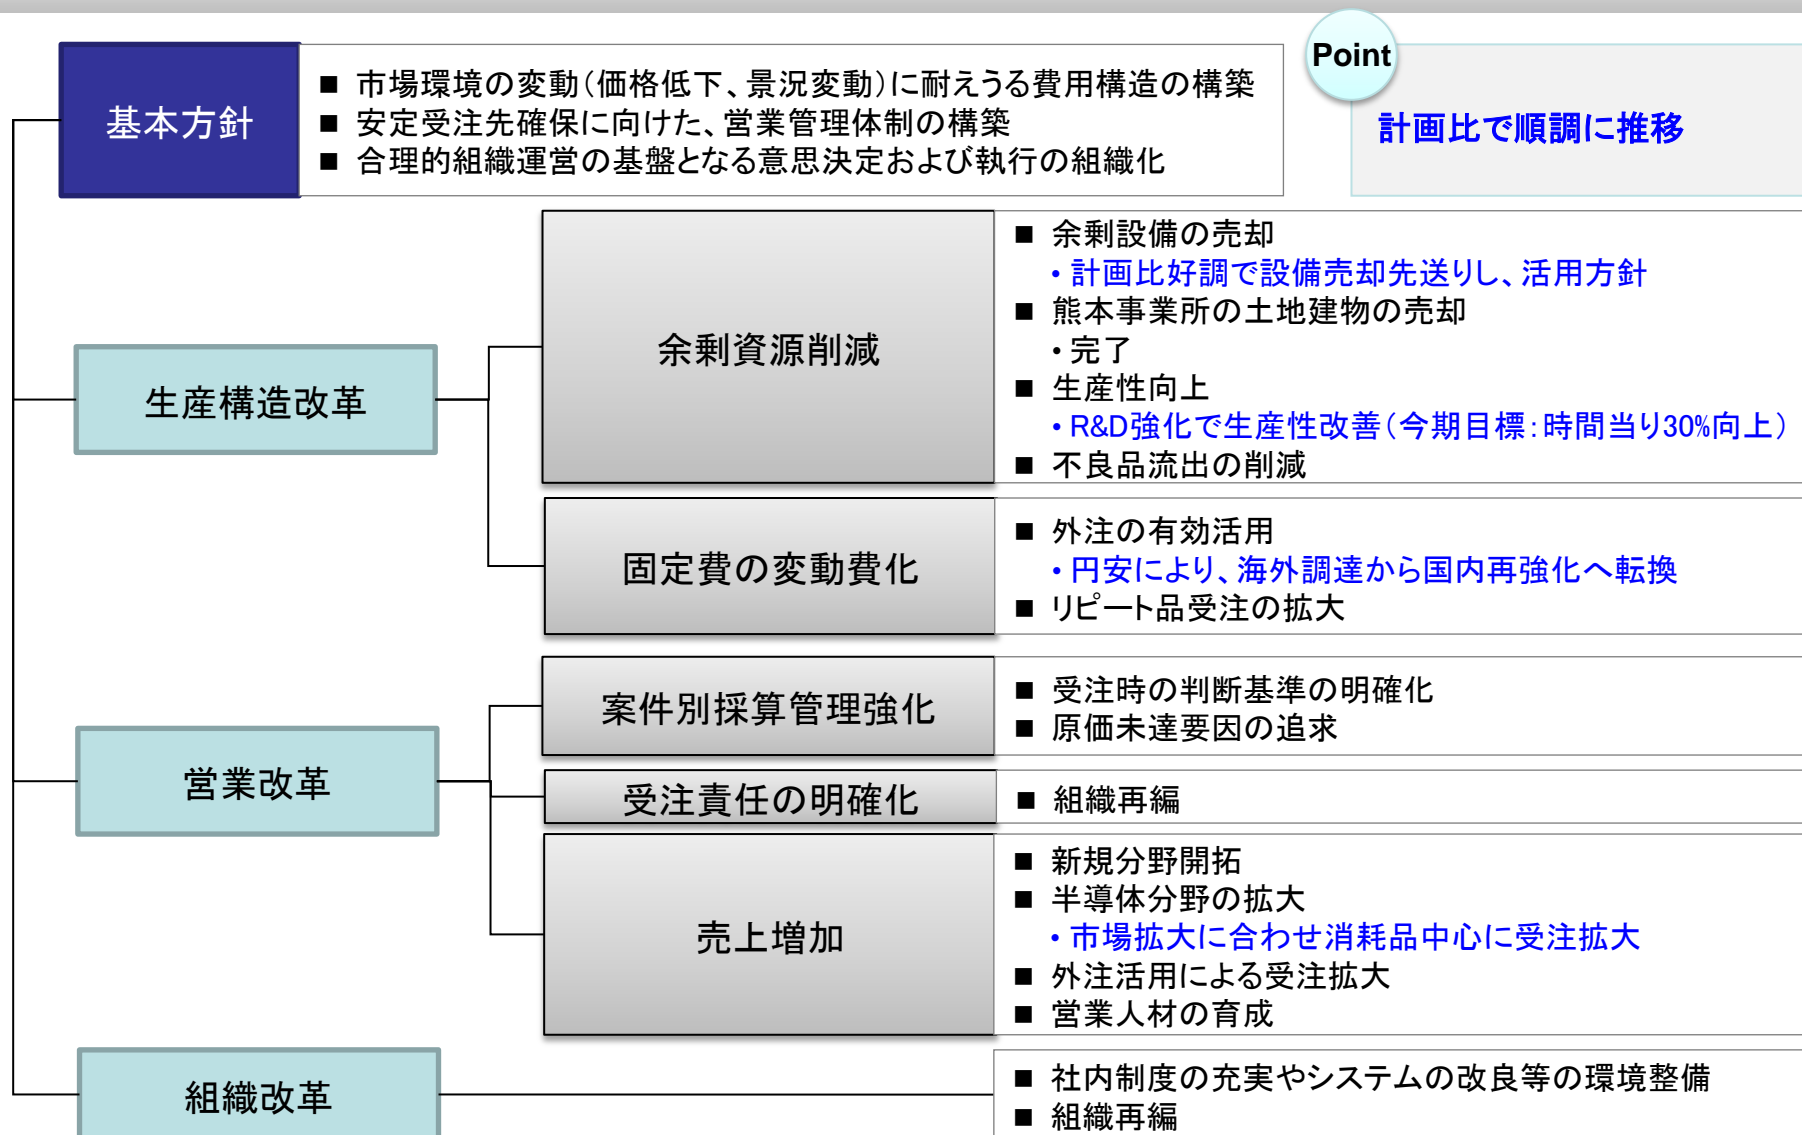 Point
基本方針
■ 市場環境の変動（価格低下、景況変動）に耐えうる費用構造の構築
■ 安定受注先確保に向けた、営業管理体制の構築
■ 合理的組織運営の基盤となる意思決定および執行の組織化
計画比で順調に推移
生産構造改革
余剰資源削減
■ 余剰設備の売却
・計画比好調で設備売却先送りし、活用方針
■ 熊本事業所の土地建物の売却
・完了
■ 生産性向上
・R&D強化で生産性改善（今期目標：時間当り30%向上）
■ 不良品流出の削減
固定費の変動費化
■ 外注の有効活用
・円安により、海外調達から国内再強化へ転換
■ リピート品受注の拡大
営業改革
案件別採算管理強化
■ 受注時の判断基準の明確化
■ 原価未達要因の追求
受注責任の明確化
■ 組織再編
売上増加
■ 新規分野開拓
■ 半導体分野の拡大
・市場拡大に合わせ消耗品中心に受注拡大
■ 外注活用による受注拡大
■ 営業人材の育成
組織改革
■ 社内制度の充実やシステムの改良等の環境整備
■ 組織再編